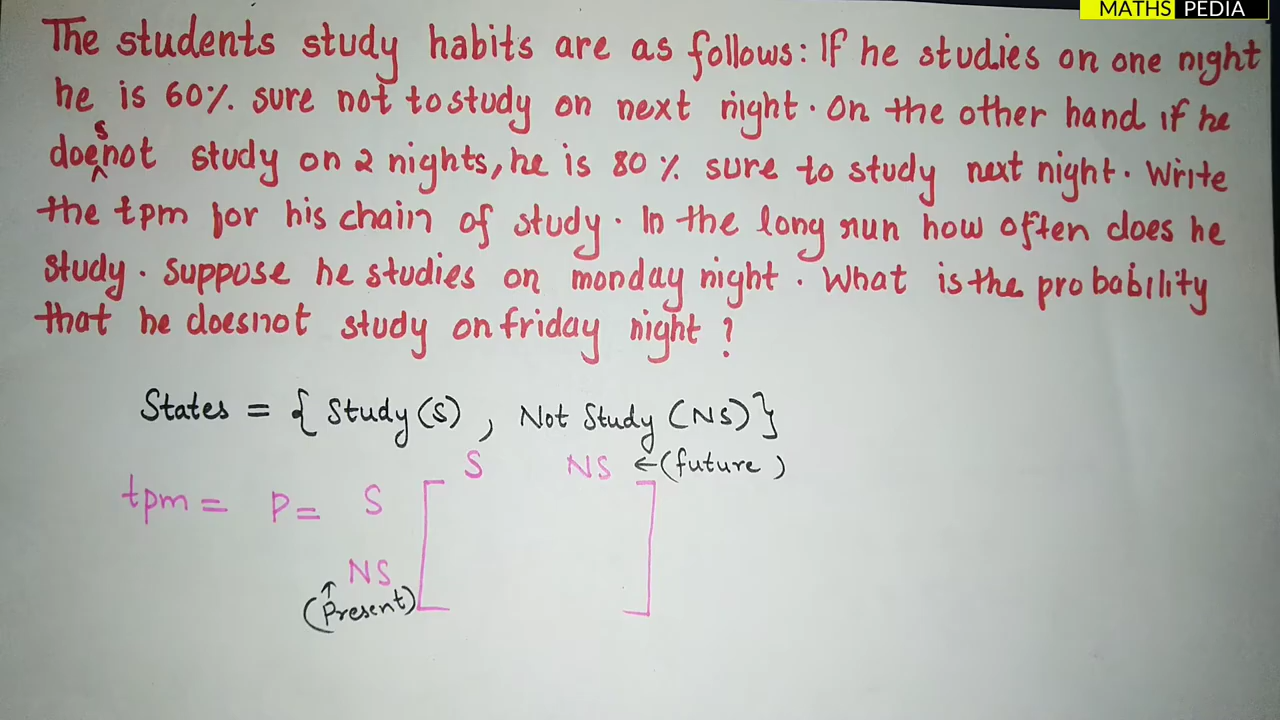 MATHS PEDIA
The students study habits are as follows: If he studies on one night
he is 60%. sure not to study on next night. On the other hand if he
does not study on 2 nights, he is 80%. sure to study next night. Write
the tpm for his chain of study. In the long run how often does he
study. Suppose he studies on monday night. What is the probability
that he doesnot study on friday night?
States = { Study(S), Not Study (NS)}
S NS ←(future)
tpm = P = S
NS
↑
(Present)